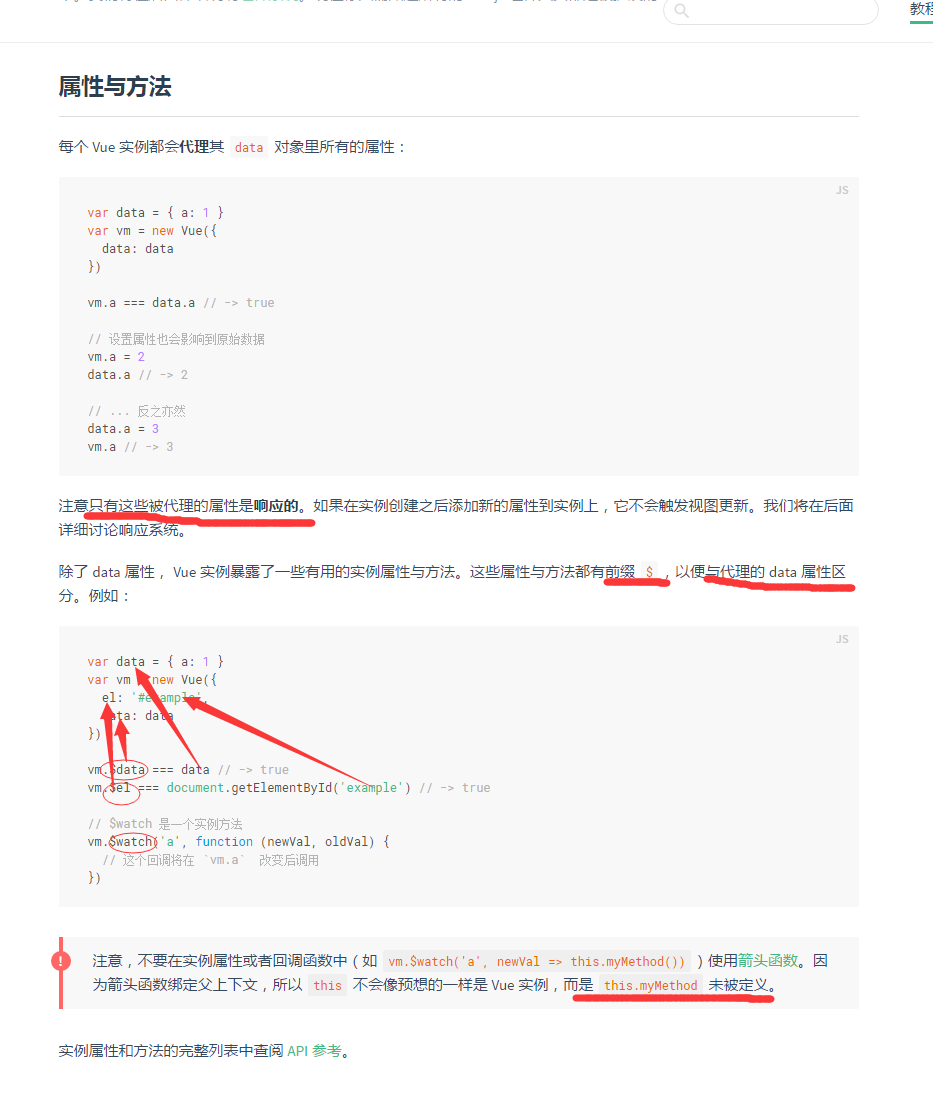 教程
属性与方法
每个 Vue 实例都会代理其 data 对象里所有的属性：
JS
var data = { a: 1 }
var vm = new Vue({
  data: data
})
vm.a === data.a // -> true
// 设置属性也会影响到原始数据
vm.a = 2
data.a // -> 2
// ... 反之亦然
data.a = 3
vm.a // -> 3
注意只有这些被代理的属性是响应的。如果在实例创建之后添加新的属性到实例上，它不会触发视图更新。我们将在后面
详细讨论响应系统。
除了 data 属性， Vue 实例暴露了一些有用的实例属性与方法。这些属性与方法都有前缀 $ ，以便与代理的 data 属性区
分。例如：
JS
var data = { a: 1 }
var vm = new Vue({
  el: '#example',
  data: data
})
vm.$data === data // -> true
vm.$el === document.getElementById('example') // -> true
// $watch 是一个实例方法
vm.$watch('a', function (newVal, oldVal) {
  // 这个回调将在 `vm.a`  改变后调用
})
!
注意，不要在实例属性或者回调函数中（如 vm.$watch('a', newVal => this.myMethod()) ）使用箭头函数。因
为箭头函数绑定父上下文，所以 this 不会像预想的一样是 Vue 实例，而是 this.myMethod 未被定义。
实例属性和方法的完整列表中查阅 API 参考。